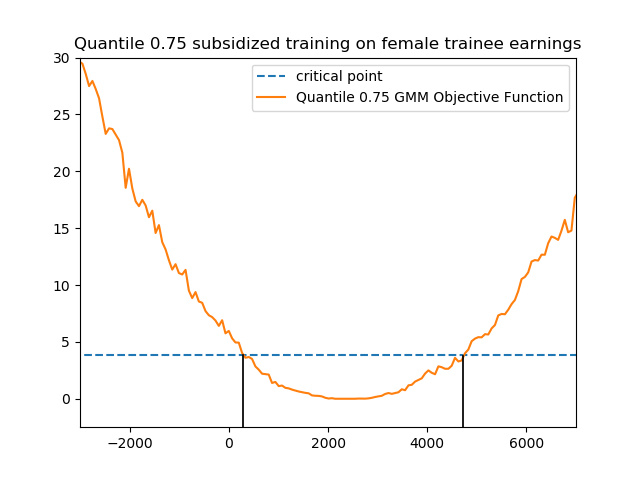 Quantile 0.75 subsidized training on female trainee earnings
critical point
Quantile 0.75 GMM Objective Function
30
25
20
15
10
5
0
−2000 0 2000 4000 6000